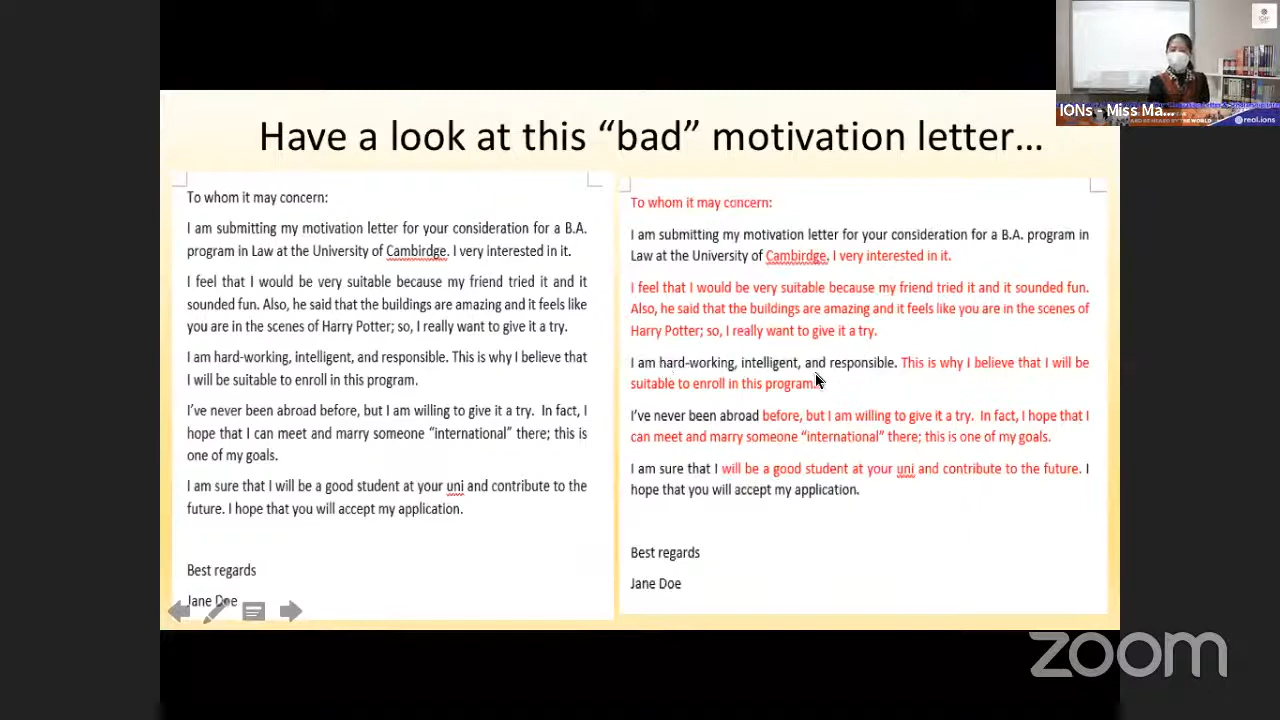 Have a look at this “bad” motivation letter…
To whom it may concern:
I am submitting my motivation letter for your consideration for a B.A.
program in Law at the University of Cambirdge. I very interested in it.
I feel that I would be very suitable because my friend tried it and it
sounded fun. Also, he said that the buildings are amazing and it feels like
you are in the scenes of Harry Potter; so, I really want to give it a try.
I am hard-working, intelligent, and responsible. This is why I believe that
I will be suitable to enroll in this program.
I’ve never been abroad before, but I am willing to give it a try.  In fact, I
hope that I can meet and marry someone “international” there; this is
one of my goals.
I am sure that I will be a good student at your uni and contribute to the
future. I hope that you will accept my application.
Best regards
Jane Doe
To whom it may concern:
I am submitting my motivation letter for your consideration for a B.A. program in
Law at the University of Cambirdge. I very interested in it.
I feel that I would be very suitable because my friend tried it and it sounded fun.
Also, he said that the buildings are amazing and it feels like you are in the scenes of
Harry Potter; so, I really want to give it a try.
I am hard-working, intelligent, and responsible. This is why I believe that I will be
suitable to enroll in this program.
I’ve never been abroad before, but I am willing to give it a try.  In fact, I hope that I
can meet and marry someone “international” there; this is one of my goals.
I am sure that I will be a good student at your uni and contribute to the future. I
hope that you will accept my application.
Best regards
Jane Doe
IONs - Miss Ma...
real.ions
zoom